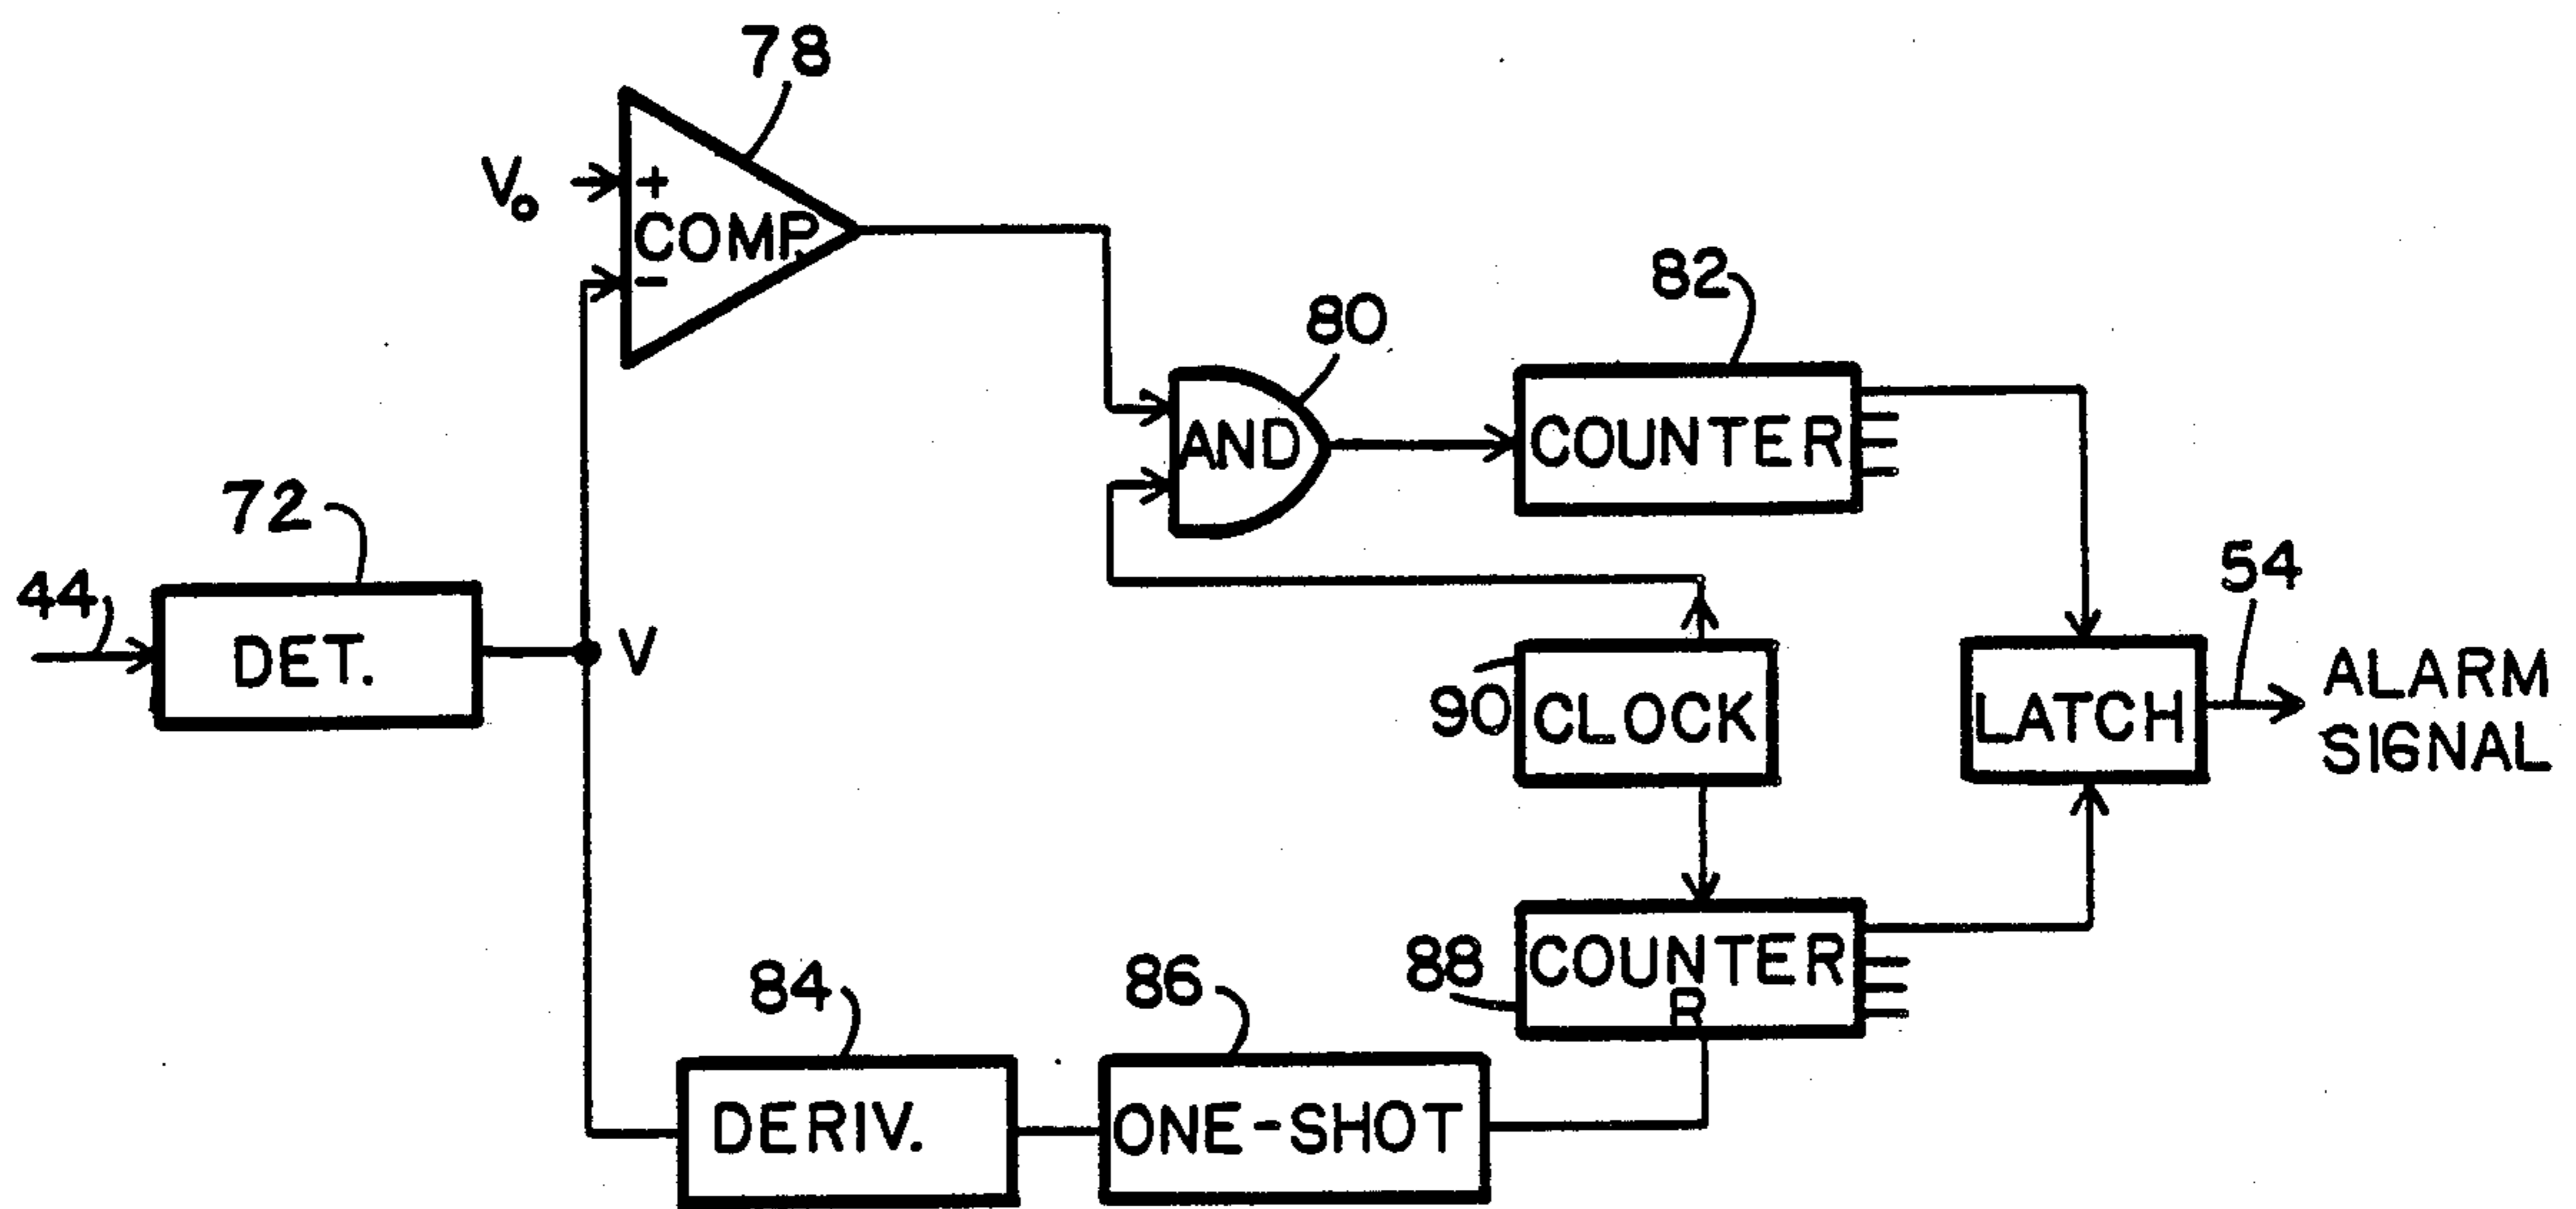 78
V₀
+
COMP.
-
82
80
AND
COUNTER
72
44
DET.
V
54
90
CLOCK
LATCH
ALARM
SIGNAL
88
COUNTER
R
84
86
DERIV.
ONE-SHOT